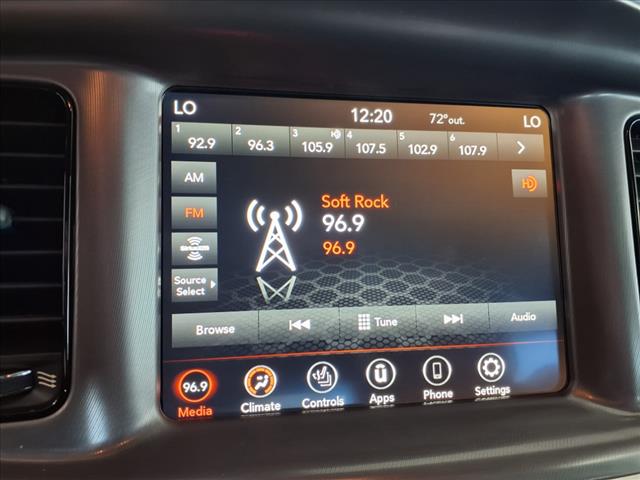 LO 12:20 72° out. LO
1 92.9 2 96.3 3 105.9 HD 4 107.5 5 102.9 6 107.9
AM
FM
Source
Select
Soft Rock
96.9
96.9
HD
Browse Tune Audio
96.9
Media Climate Controls Apps Phone Settings